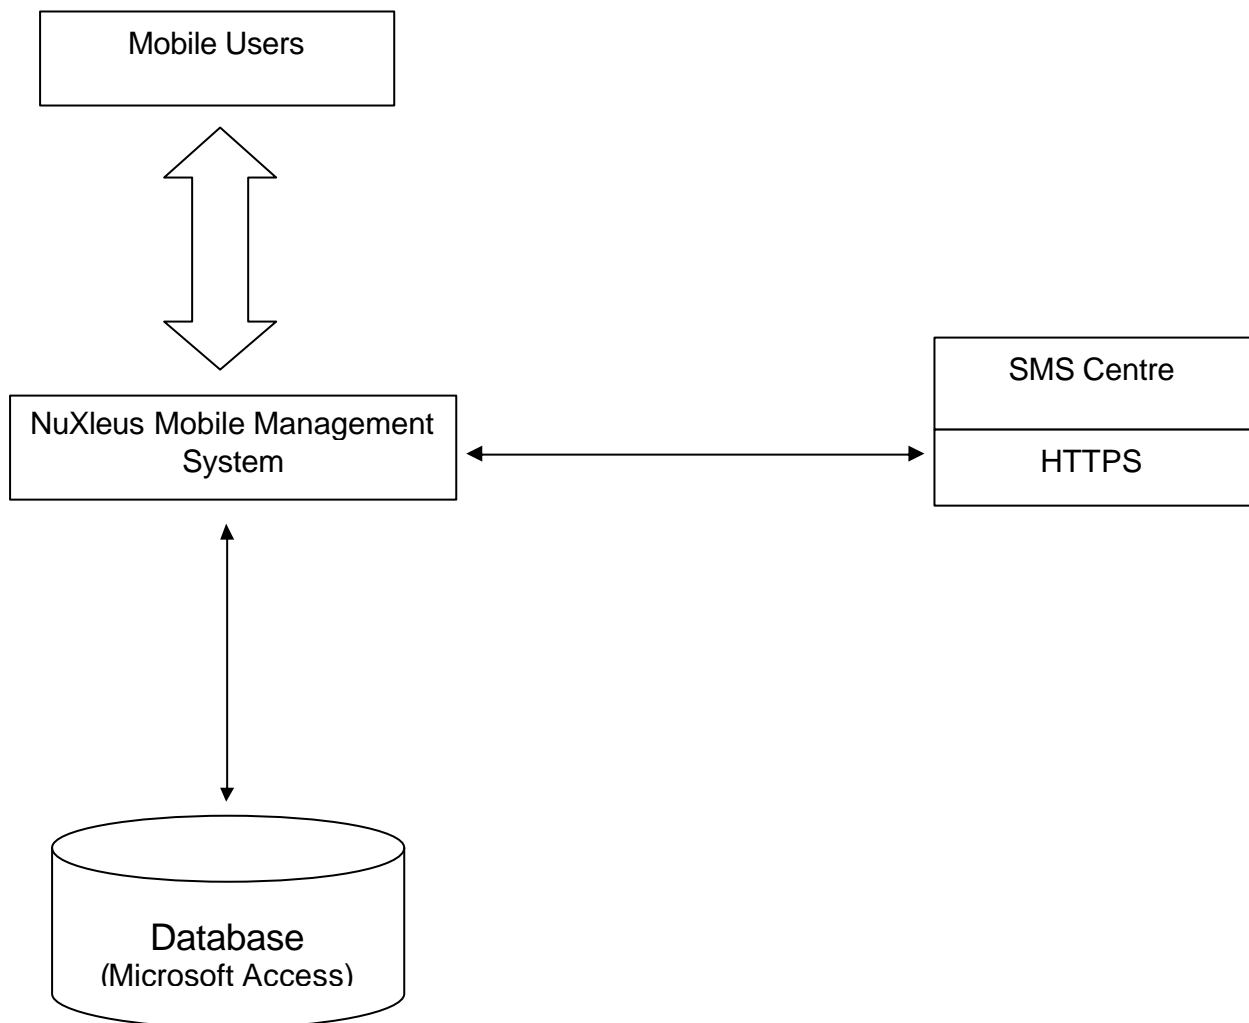 Mobile Users
SMS Centre
NuXleus Mobile Management
System
HTTPS
Database
(Microsoft Access)